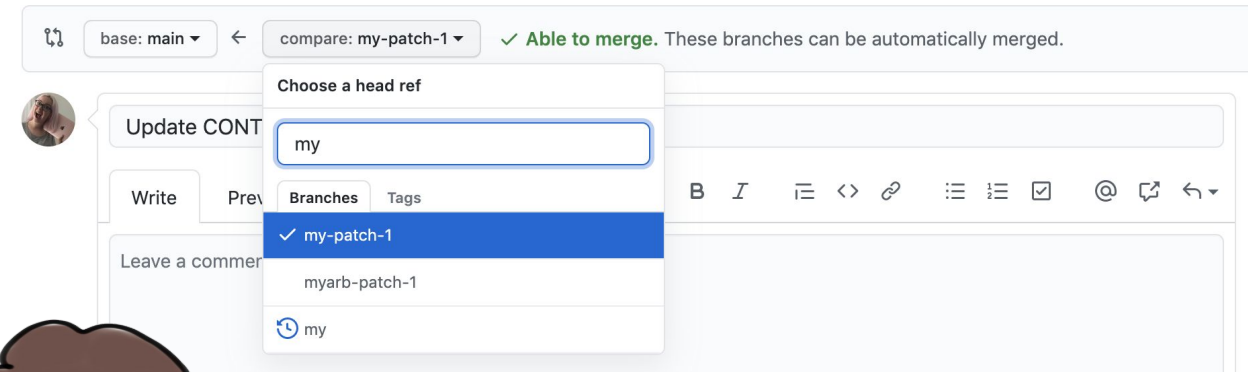 base: main ← compare: my-patch-1 ✓ Able to merge. These branches can be automatically merged.
Choose a head ref
Update CONT
my
Write Prev Branches Tags
✓ my-patch-1
Leave a commer
myarb-patch-1
my